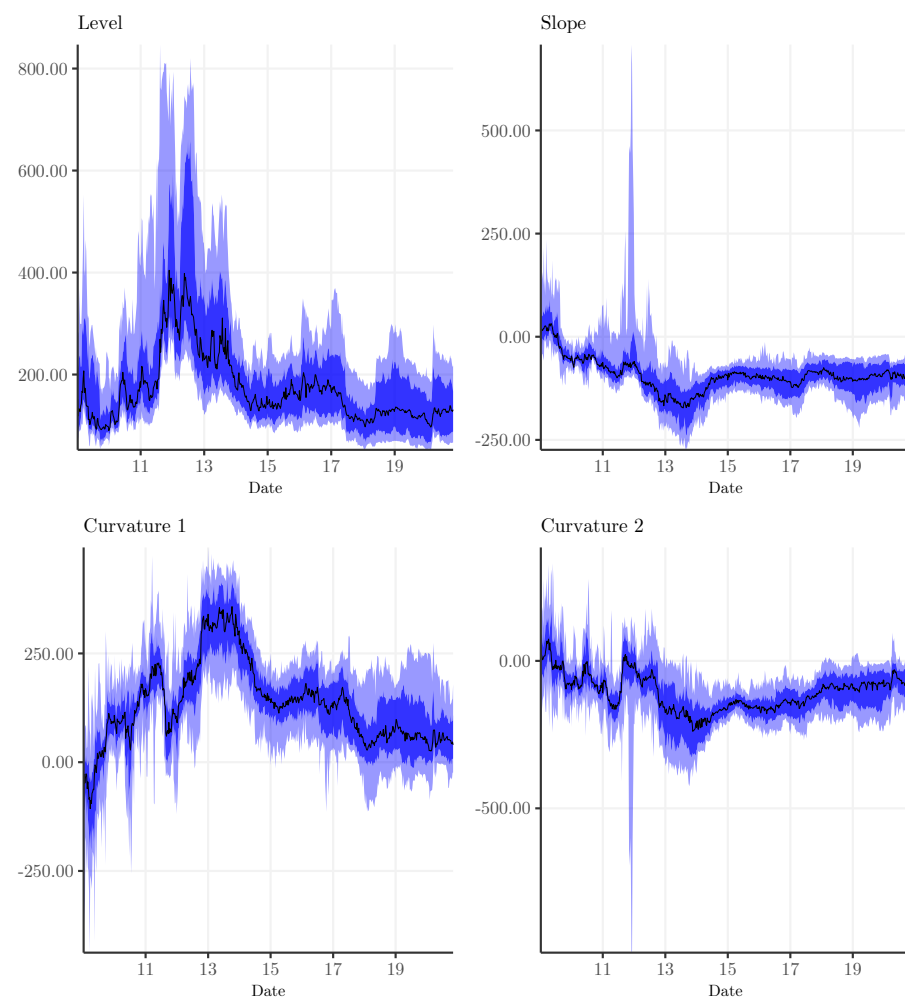 Level
800.00
600.00
400.00
200.00
11 13 15 17 19
Date
Slope
500.00
250.00
0.00
-250.00
11 13 15 17 19
Date
Curvature 1
250.00
0.00
-250.00
11 13 15 17 19
Date
Curvature 2
0.00
-500.00
11 13 15 17 19
Date